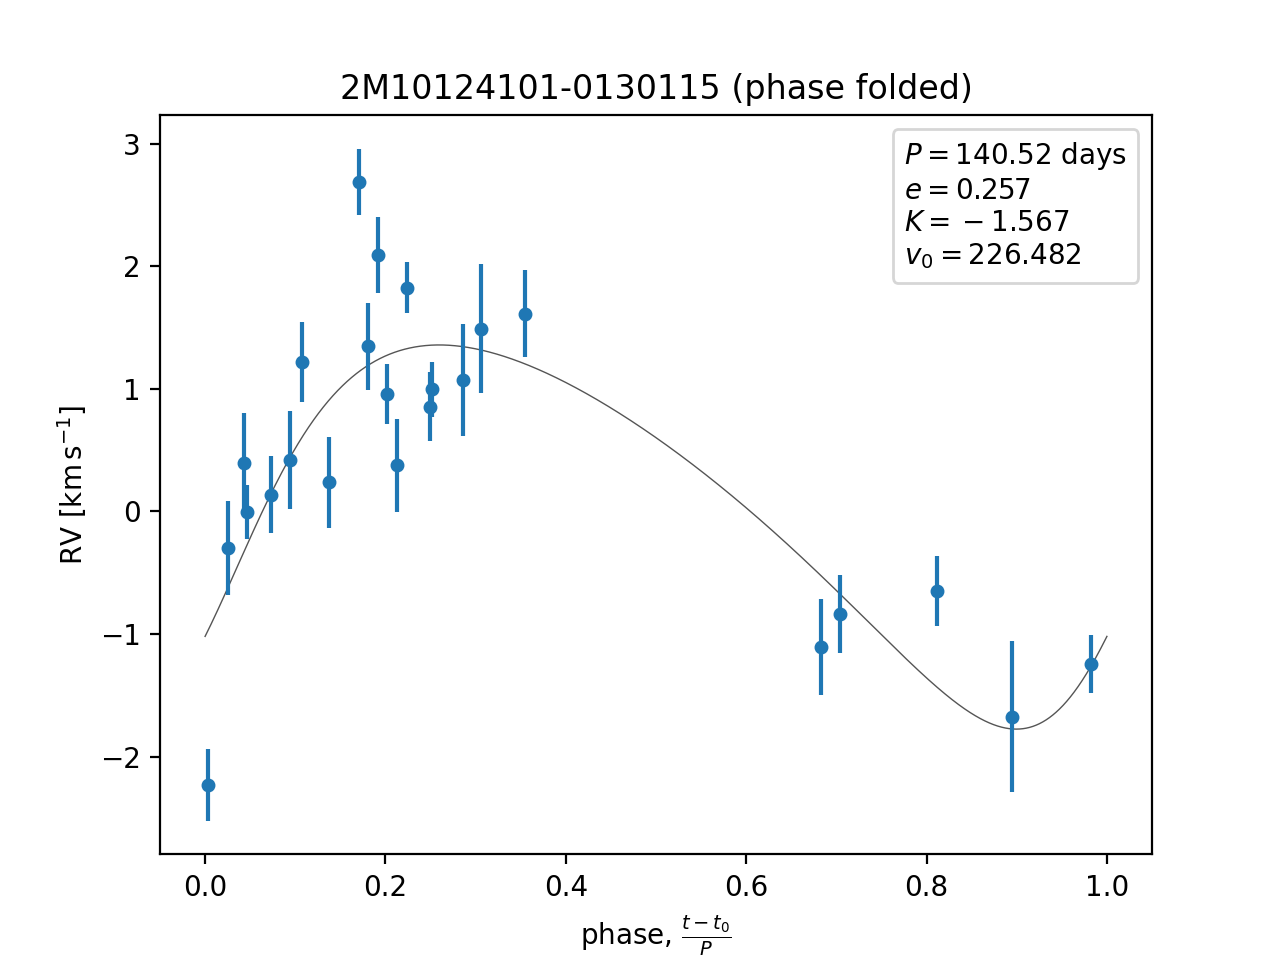 2M10124101-0130115 (phase folded)
P = 140.52 days
e = 0.257
K = −1.567
v₀ = 226.482
3
2
1
0
−1
−2
RV [km s⁻¹]
0.0 0.2 0.4 0.6 0.8 1.0
phase, (t − t₀)/P